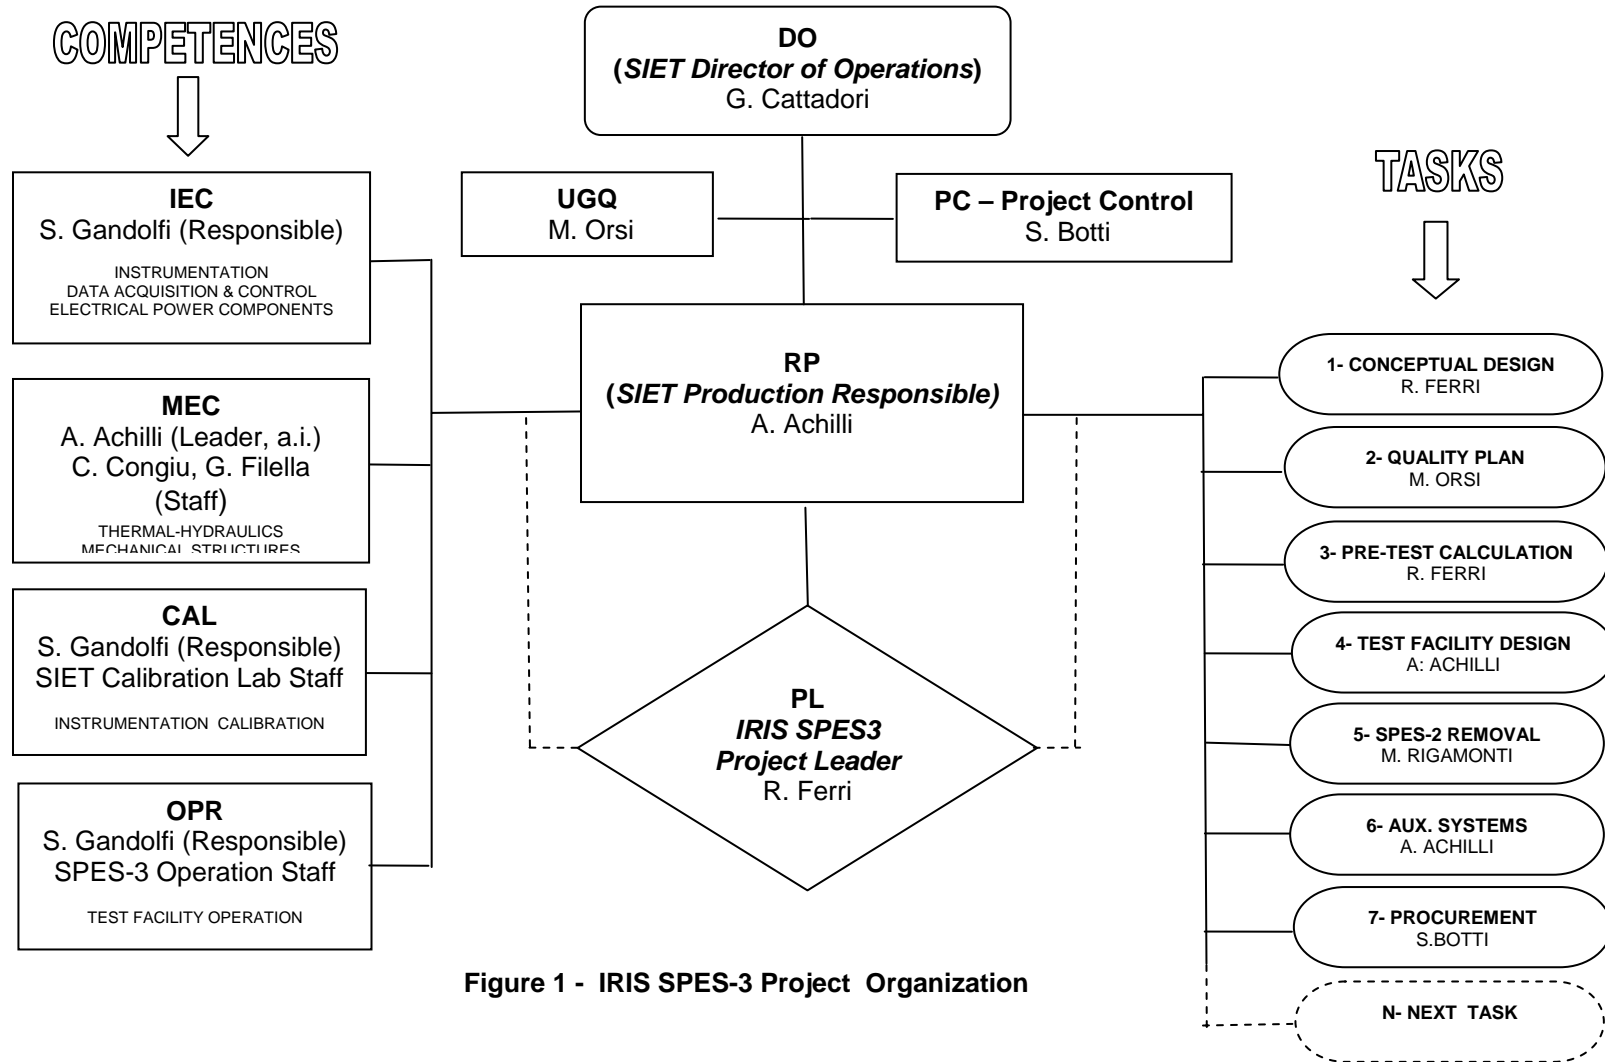 COMPETENCES
DO
(SIET Director of Operations)
G. Cattadori
TASKS
IEC
S. Gandolfi (Responsible)
INSTRUMENTATION
DATA ACQUISITION & CONTROL
ELECTRICAL POWER COMPONENTS
UGQ
M. Orsi
PC – Project Control
S. Botti
MEC
A. Achilli (Leader, a.i.)
C. Congiu, G. Filella
(Staff)
THERMAL-HYDRAULICS
MECHANICAL STRUCTURES
RP
(SIET Production Responsible)
A. Achilli
CAL
S. Gandolfi (Responsible)
SIET Calibration Lab Staff
INSTRUMENTATION CALIBRATION
OPR
S. Gandolfi (Responsible)
SPES-3 Operation Staff
TEST FACILITY OPERATION
PL
IRIS SPES3
Project Leader
R. Ferri
1- CONCEPTUAL DESIGN
R. FERRI
2- QUALITY PLAN
M. ORSI
3- PRE-TEST CALCULATION
R. FERRI
4- TEST FACILITY DESIGN
A: ACHILLI
5- SPES-2 REMOVAL
M. RIGAMONTI
6- AUX. SYSTEMS
A. ACHILLI
7- PROCUREMENT
S.BOTTI
N- NEXT TASK
Figure 1 - IRIS SPES-3 Project Organization